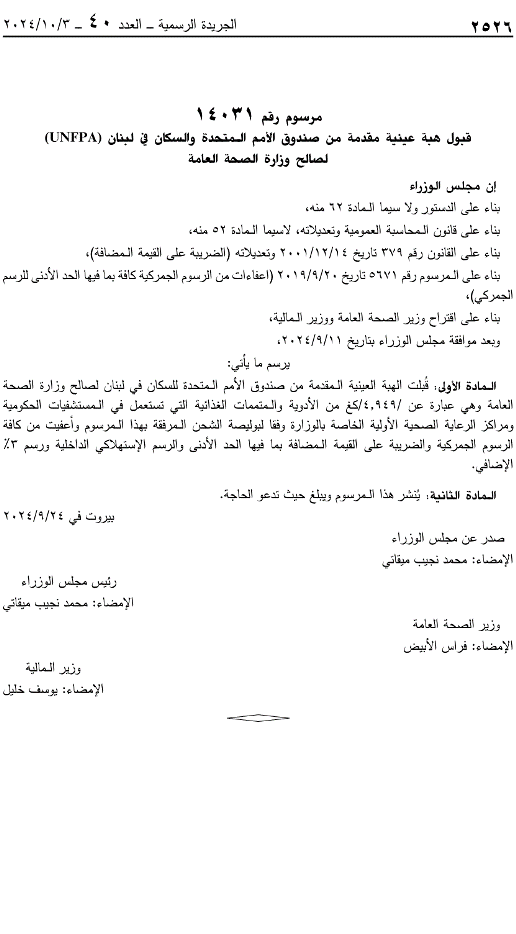 ٢٥٢٦ الجريدة الرسمية – العدد ٤٠ – ٢٠٢٤/١٠/٣
مرسوم رقم ١٤٠٣١
قبول هبة عينية مقدمة من صندوق الأمم المتحدة والسكان في لبنان (UNFPA)
لصالح وزارة الصحة العامة
إن مجلس الوزراء
بناء على الدستور ولا سيما المادة ٦٢ منه،
بناء على قانون المحاسبة العمومية وتعديلاته، لاسيما المادة ٥٢ منه،
بناء على القانون رقم ٣٧٩ تاريخ ٢٠٠١/١٢/١٤ وتعديلاته (الضريبة على القيمة المضافة)،
بناء على المرسوم رقم ٥٦٧١ تاريخ ٢٠١٩/٩/٢٠ (اعفاءات من الرسوم الجمركية كافة بما فيها الحد الأدنى للرسم
الجمركي)،
بناء على اقتراح وزير الصحة العامة ووزير المالية،
وبعد موافقة مجلس الوزراء بتاريخ ٢٠٢٤/٩/١١،
يرسم ما يأتي:
المادة الأولى: قُبلت الهبة العينية المقدمة من صندوق الأمم المتحدة للسكان في لبنان لصالح وزارة الصحة
العامة وهي عبارة عن /٤,٩٤٩/كغ من الأدوية والمتممات الغذائية التي تستعمل في المستشفيات الحكومية
ومراكز الرعاية الصحية الأولية الخاصة بالوزارة وفقا لبوليصة الشحن المرفقة بهذا المرسوم وأعفيت من كافة
الرسوم الجمركية والضريبة على القيمة المضافة بما فيها الحد الأدنى والرسم الإستهلاكي الداخلية ورسم ٣٪
الإضافي.
المادة الثانية: يُنشر هذا المرسوم ويبلغ حيث تدعو الحاجة.
بيروت في ٢٠٢٤/٩/٢٤
صدر عن مجلس الوزراء
الإمضاء: محمد نجيب ميقاتي
رئيس مجلس الوزراء
الإمضاء: محمد نجيب ميقاتي
وزير الصحة العامة
الإمضاء: فراس الأبيض
وزير المالية
الإمضاء: يوسف خليل